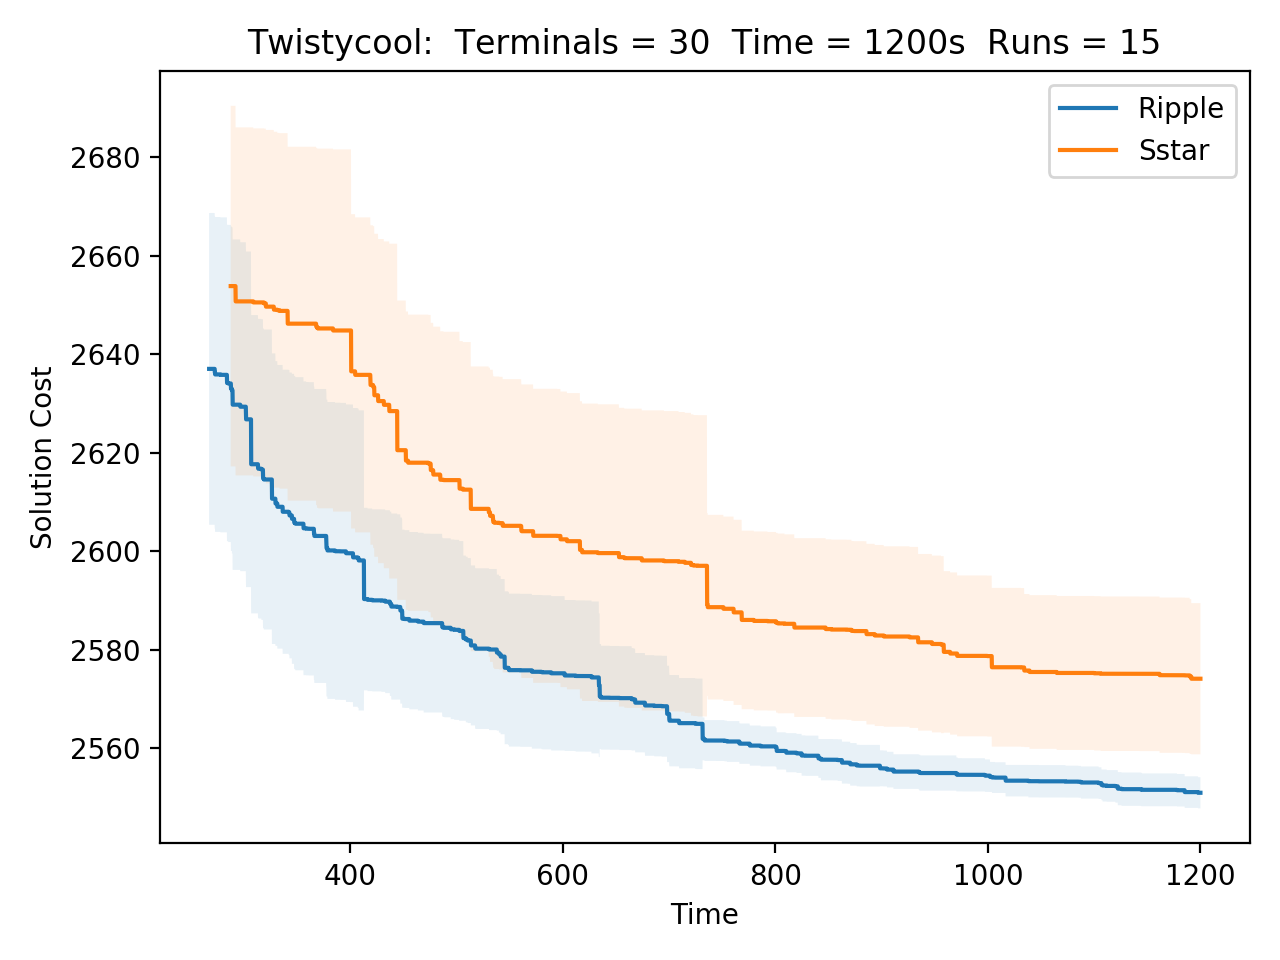 Twistycool: Terminals = 30 Time = 1200s Runs = 15
Ripple
Sstar
2680
2660
2640
2620
2600
2580
2560
Solution Cost
400
600
800
1000
1200
Time